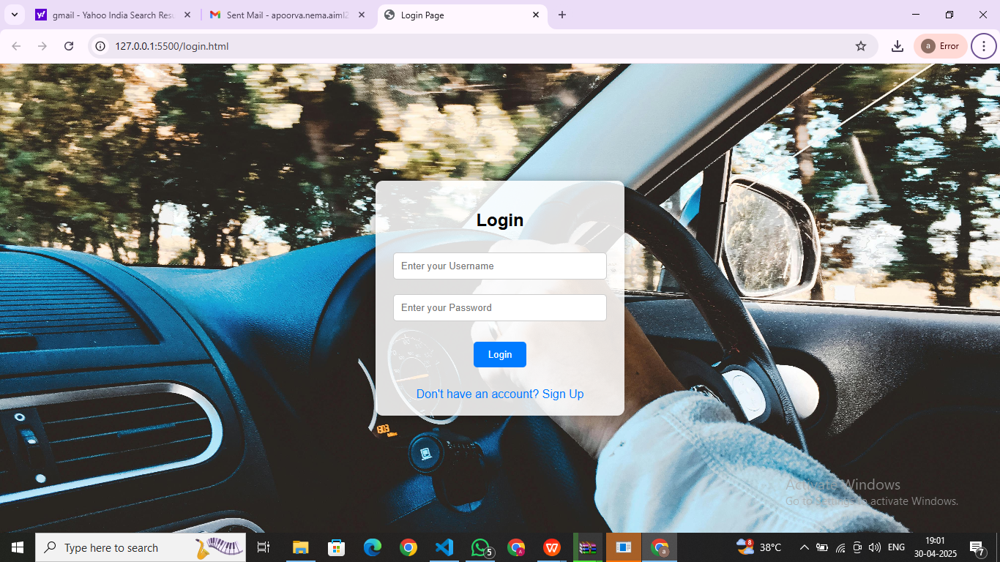 gmail - Yahoo India Search Resu
Sent Mail - apoorva.nema.aiml2
Login Page
127.0.0.1:5500/login.html
a
Error
Login
Enter your Username
Enter your Password
Login
Don't have an account? Sign Up
803
Activate Windows
Go to Settings to activate Windows.
Type here to search
5
8
38°C
ENG
19:01
30-04-2025
7